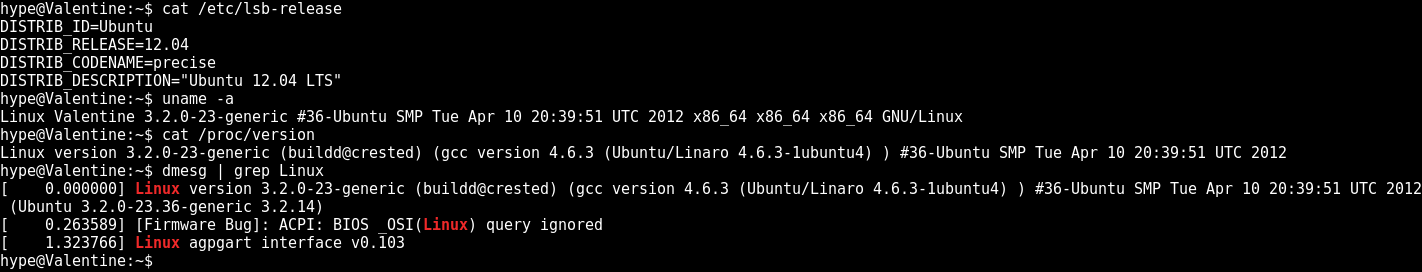 hype@Valentine:~$ cat /etc/lsb-release
DISTRIB_ID=Ubuntu
DISTRIB_RELEASE=12.04
DISTRIB_CODENAME=precise
DISTRIB_DESCRIPTION="Ubuntu 12.04 LTS"
hype@Valentine:~$ uname -a
Linux Valentine 3.2.0-23-generic #36-Ubuntu SMP Tue Apr 10 20:39:51 UTC 2012 x86_64 x86_64 x86_64 GNU/Linux
hype@Valentine:~$ cat /proc/version
Linux version 3.2.0-23-generic (buildd@crested) (gcc version 4.6.3 (Ubuntu/Linaro 4.6.3-1ubuntu4) ) #36-Ubuntu SMP Tue Apr 10 20:39:51 UTC 2012
hype@Valentine:~$ dmesg | grep Linux
[    0.000000] Linux version 3.2.0-23-generic (buildd@crested) (gcc version 4.6.3 (Ubuntu/Linaro 4.6.3-1ubuntu4) ) #36-Ubuntu SMP Tue Apr 10 20:39:51 UTC 2012
 (Ubuntu 3.2.0-23.36-generic 3.2.14)
[    0.263589] [Firmware Bug]: ACPI: BIOS _OSI(Linux) query ignored
[    1.323766] Linux agpgart interface v0.103
hype@Valentine:~$